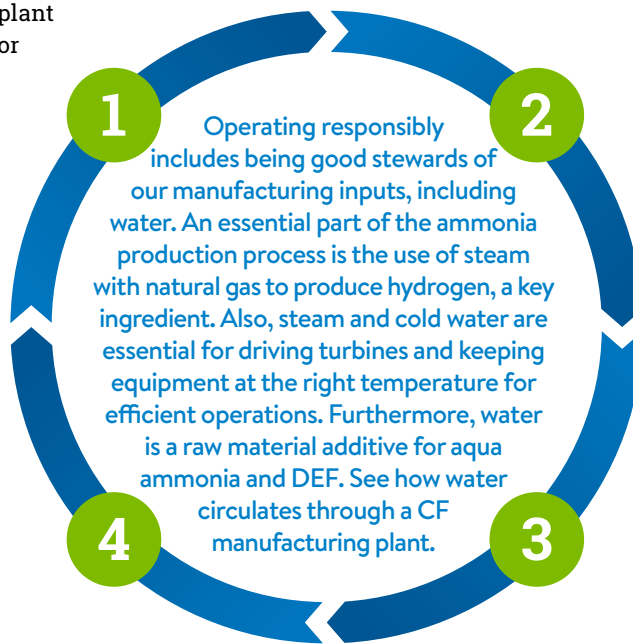 plant
or
1
2
Operating responsibly
includes being good stewards of
our manufacturing inputs, including
water. An essential part of the ammonia
production process is the use of steam
with natural gas to produce hydrogen, a key
ingredient. Also, steam and cold water are
essential for driving turbines and keeping
equipment at the right temperature for
efficient operations. Furthermore, water
is a raw material additive for aqua
ammonia and DEF. See how water
circulates through a CF
manufacturing plant.
4
3